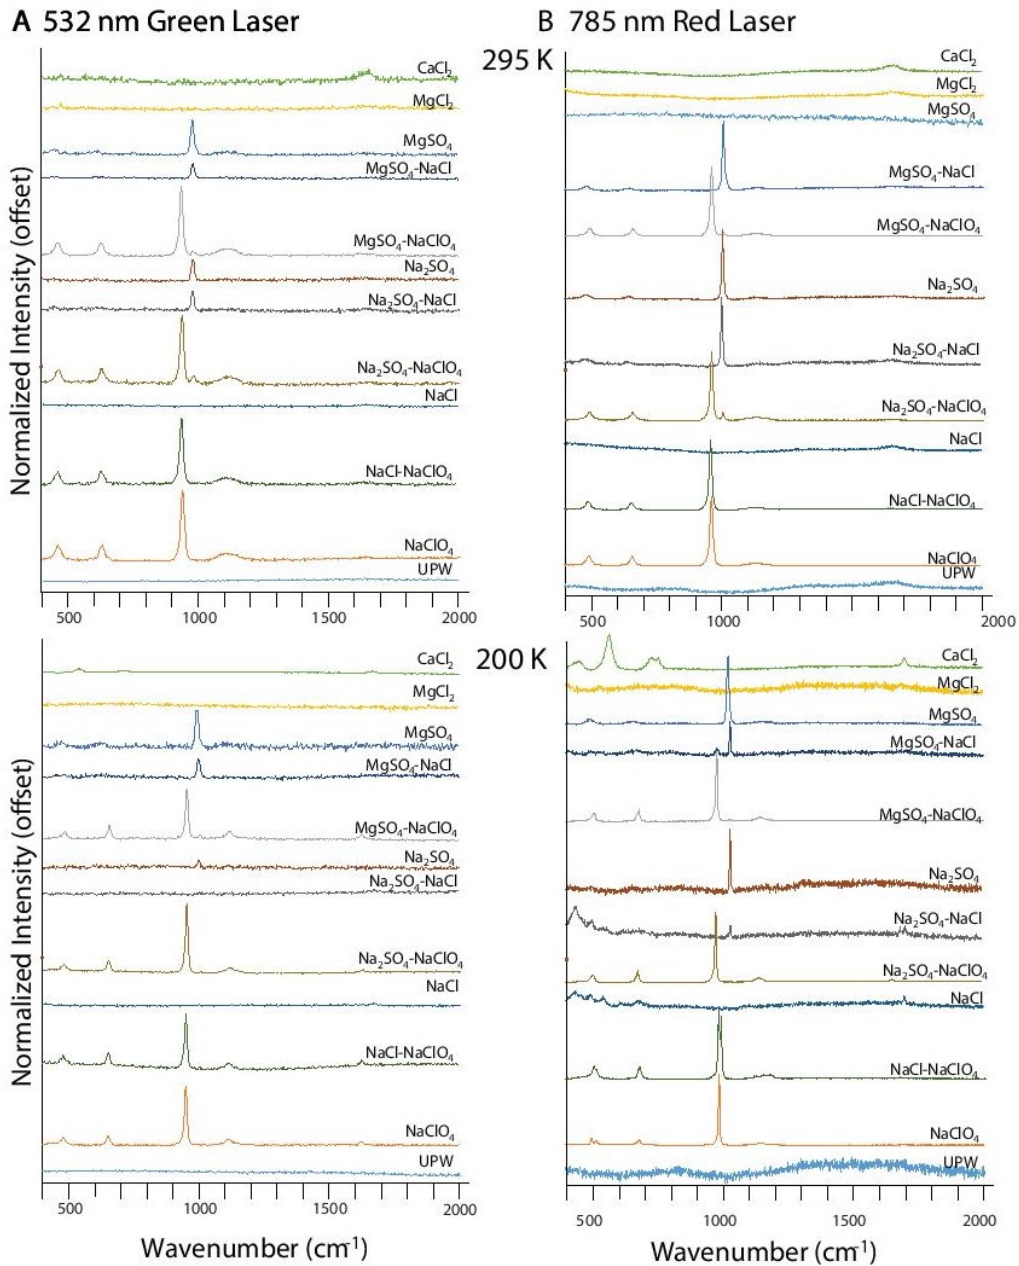 A 532 nm Green Laser
B 785 nm Red Laser
295 K
Normalized Intensity (offset)
CaCl₂
MgCl₂
MgSO₄
MgSO₄-NaCl
MgSO₄-NaClO₄
Na₂SO₄
Na₂SO₄-NaCl
Na₂SO₄-NaClO₄
NaCl
NaCl-NaClO₄
NaClO₄
UPW
500 1000 1500 2000
CaCl₂
MgCl₂
MgSO₄
MgSO₄-NaCl
MgSO₄-NaClO₄
Na₂SO₄
Na₂SO₄-NaCl
Na₂SO₄-NaClO₄
NaCl
NaCl-NaClO₄
NaClO₄
UPW
500 1000 2000
200 K
Normalized Intensity (offset)
CaCl₂
MgCl₂
MgSO₄
MgSO₄-NaCl
MgSO₄-NaClO₄
Na₂SO₄
Na₂SO₄-NaCl
Na₂SO₄-NaClO₄
NaCl
NaCl-NaClO₄
NaClO₄
UPW
500 1000 1500 2000
Wavenumber (cm⁻¹)
CaCl₂
MgCl₂
MgSO₄
MgSO₄-NaCl
MgSO₄-NaClO₄
Na₂SO₄
Na₂SO₄-NaCl
Na₂SO₄-NaClO₄
NaCl
NaCl-NaClO₄
NaClO₄
UPW
500 1000 1500 2000
Wavenumber (cm⁻¹)